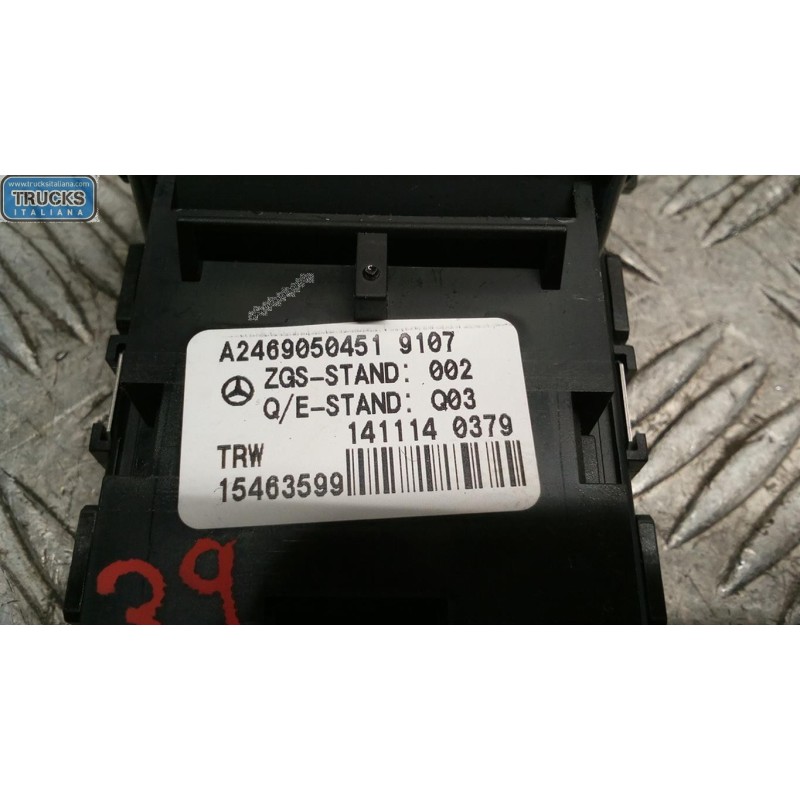 www.trucksitaliana.com
TRUCKS
ITALIANA
A2469050451 9107
ZGS-STAND: 002
Q/E-STAND: Q03
141114 0379
TRW
15463599
39